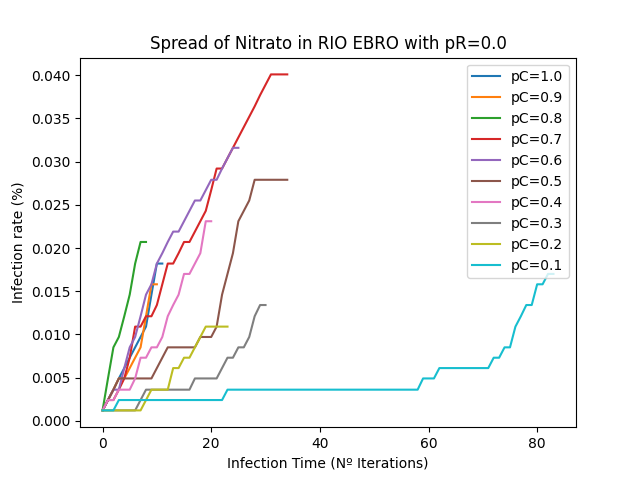 Spread of Nitrato in RIO EBRO with pR=0.0
Infection rate (%)
0.040
0.035
0.030
0.025
0.020
0.015
0.010
0.005
0.000
pC=1.0
pC=0.9
pC=0.8
pC=0.7
pC=0.6
pC=0.5
pC=0.4
pC=0.3
pC=0.2
pC=0.1
0 20 40 60 80
Infection Time (Nº Iterations)